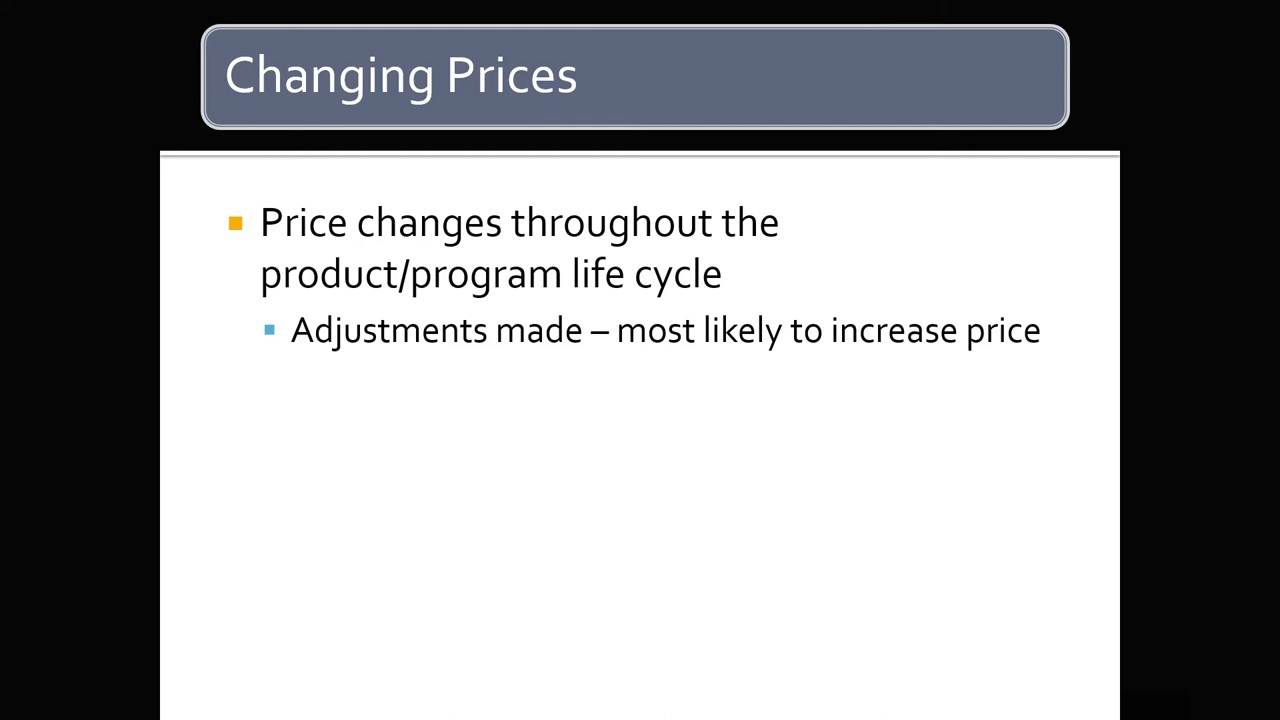 Changing Prices
Price changes throughout the
product/program life cycle
Adjustments made – most likely to increase price